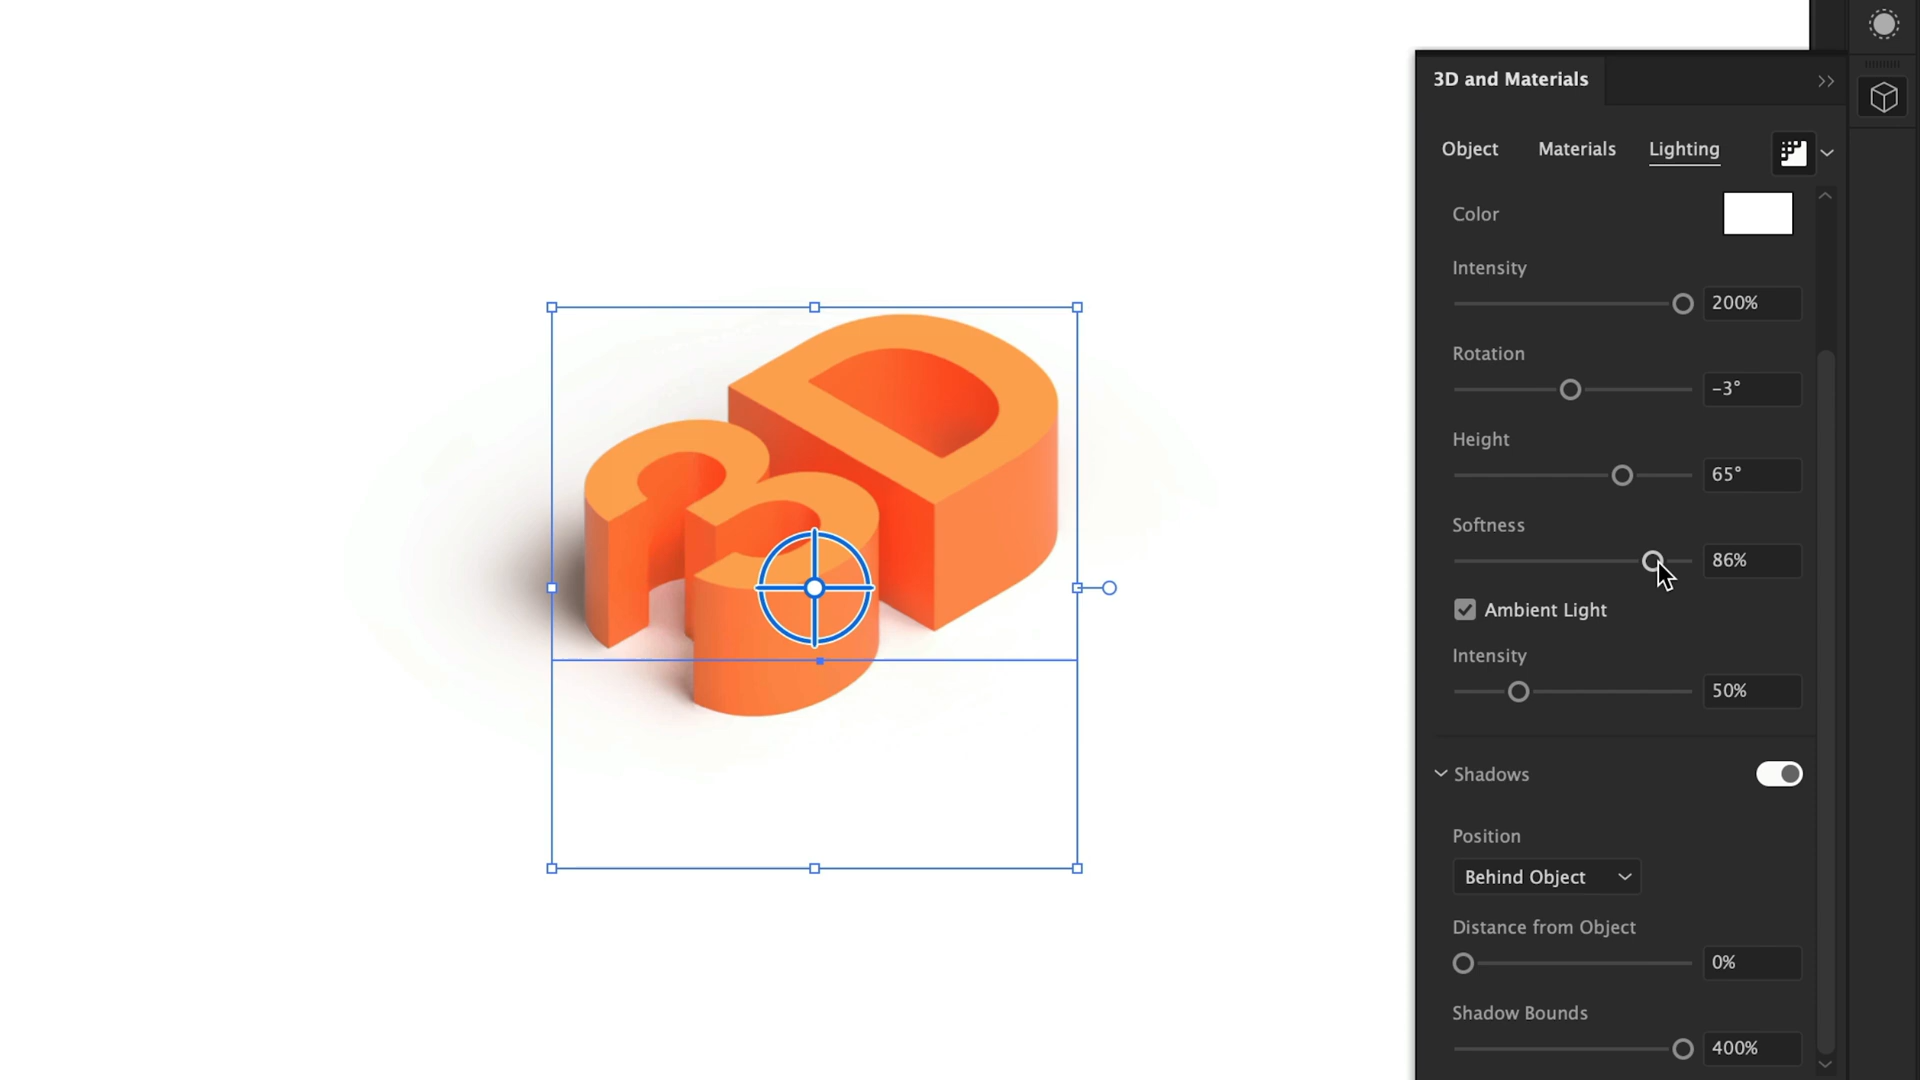 3D and Materials
Object Materials Lighting
Color
Intensity
200%
Rotation
-3°
Height
65°
Softness
86%
Ambient Light
Intensity
50%
Shadows
Position
Behind Object
Distance from Object
0%
Shadow Bounds
400%
3D